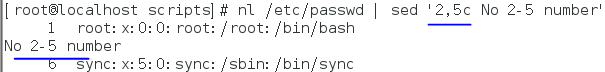 [root@localhost scripts]# nl /etc/passwd | sed '2,5c No 2-5 number'
1 root:x:0:0:root:/root:/bin/bash
No 2-5 number
6 sync:x:5:0:sync:/sbin:/bin/sync